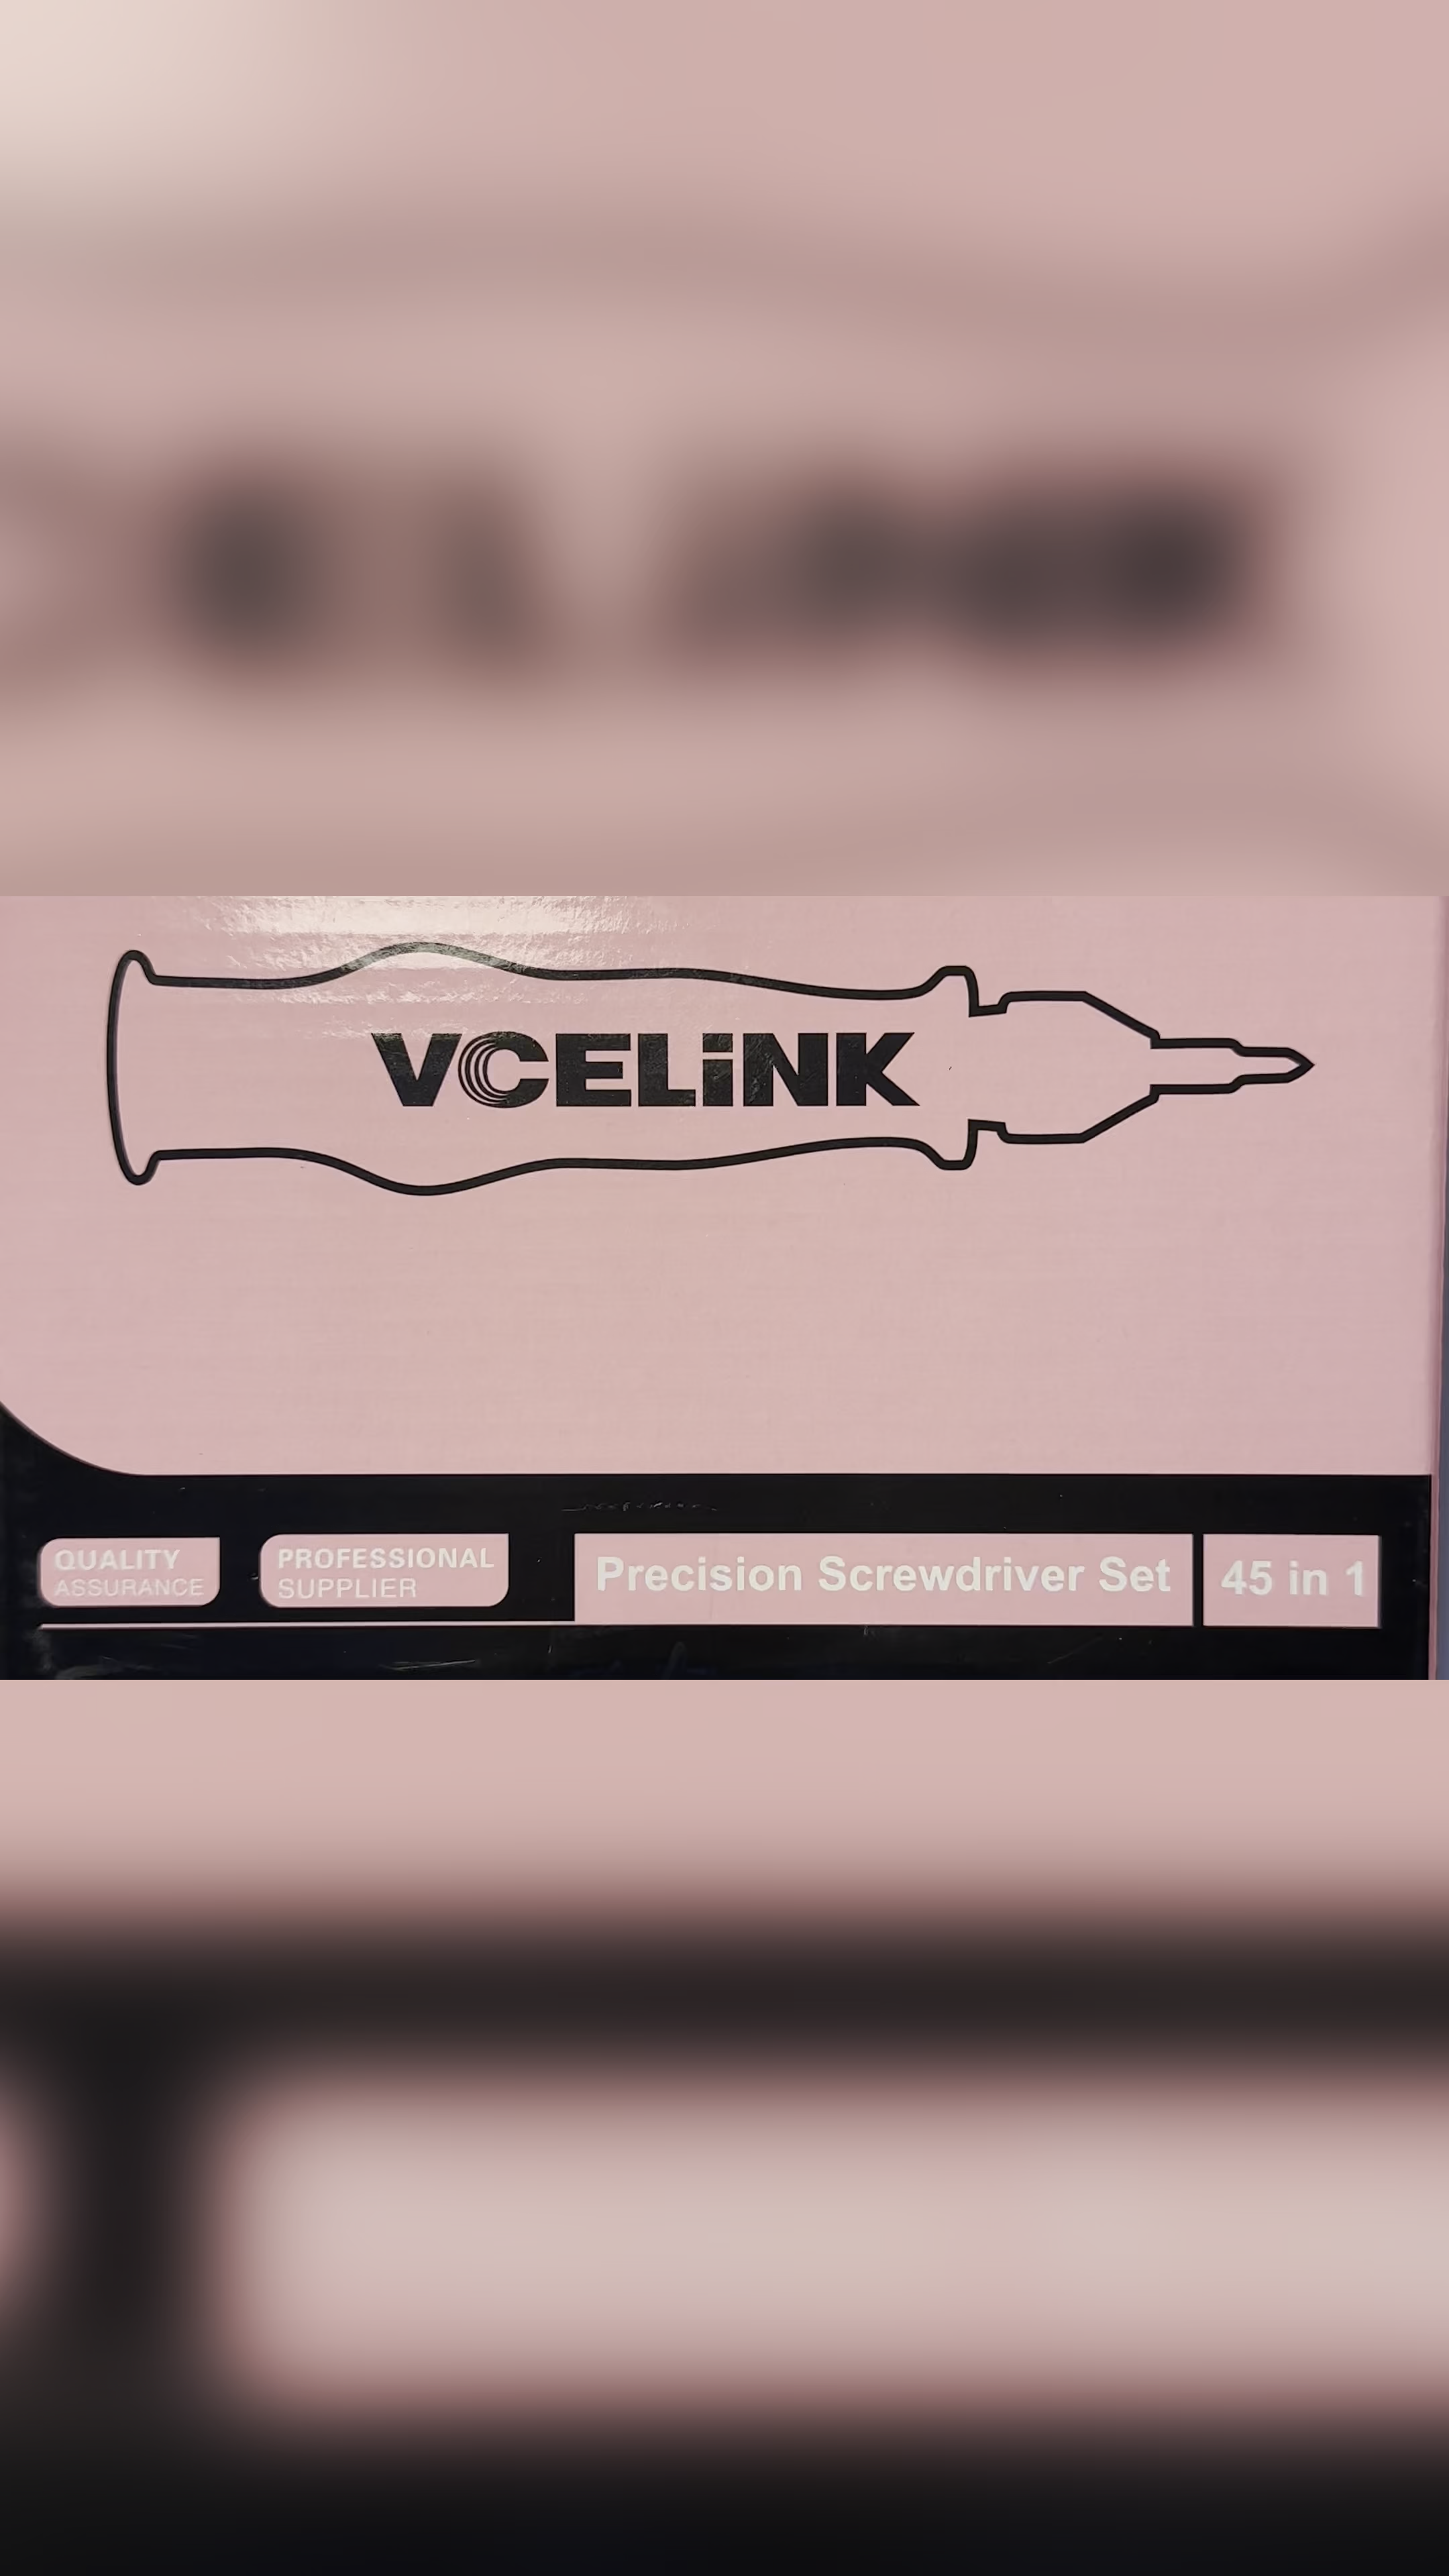 VCELiNK
QUALITY
ASSURANCE
PROFESSIONAL
SUPPLIER
Precision Screwdriver Set
45 in 1